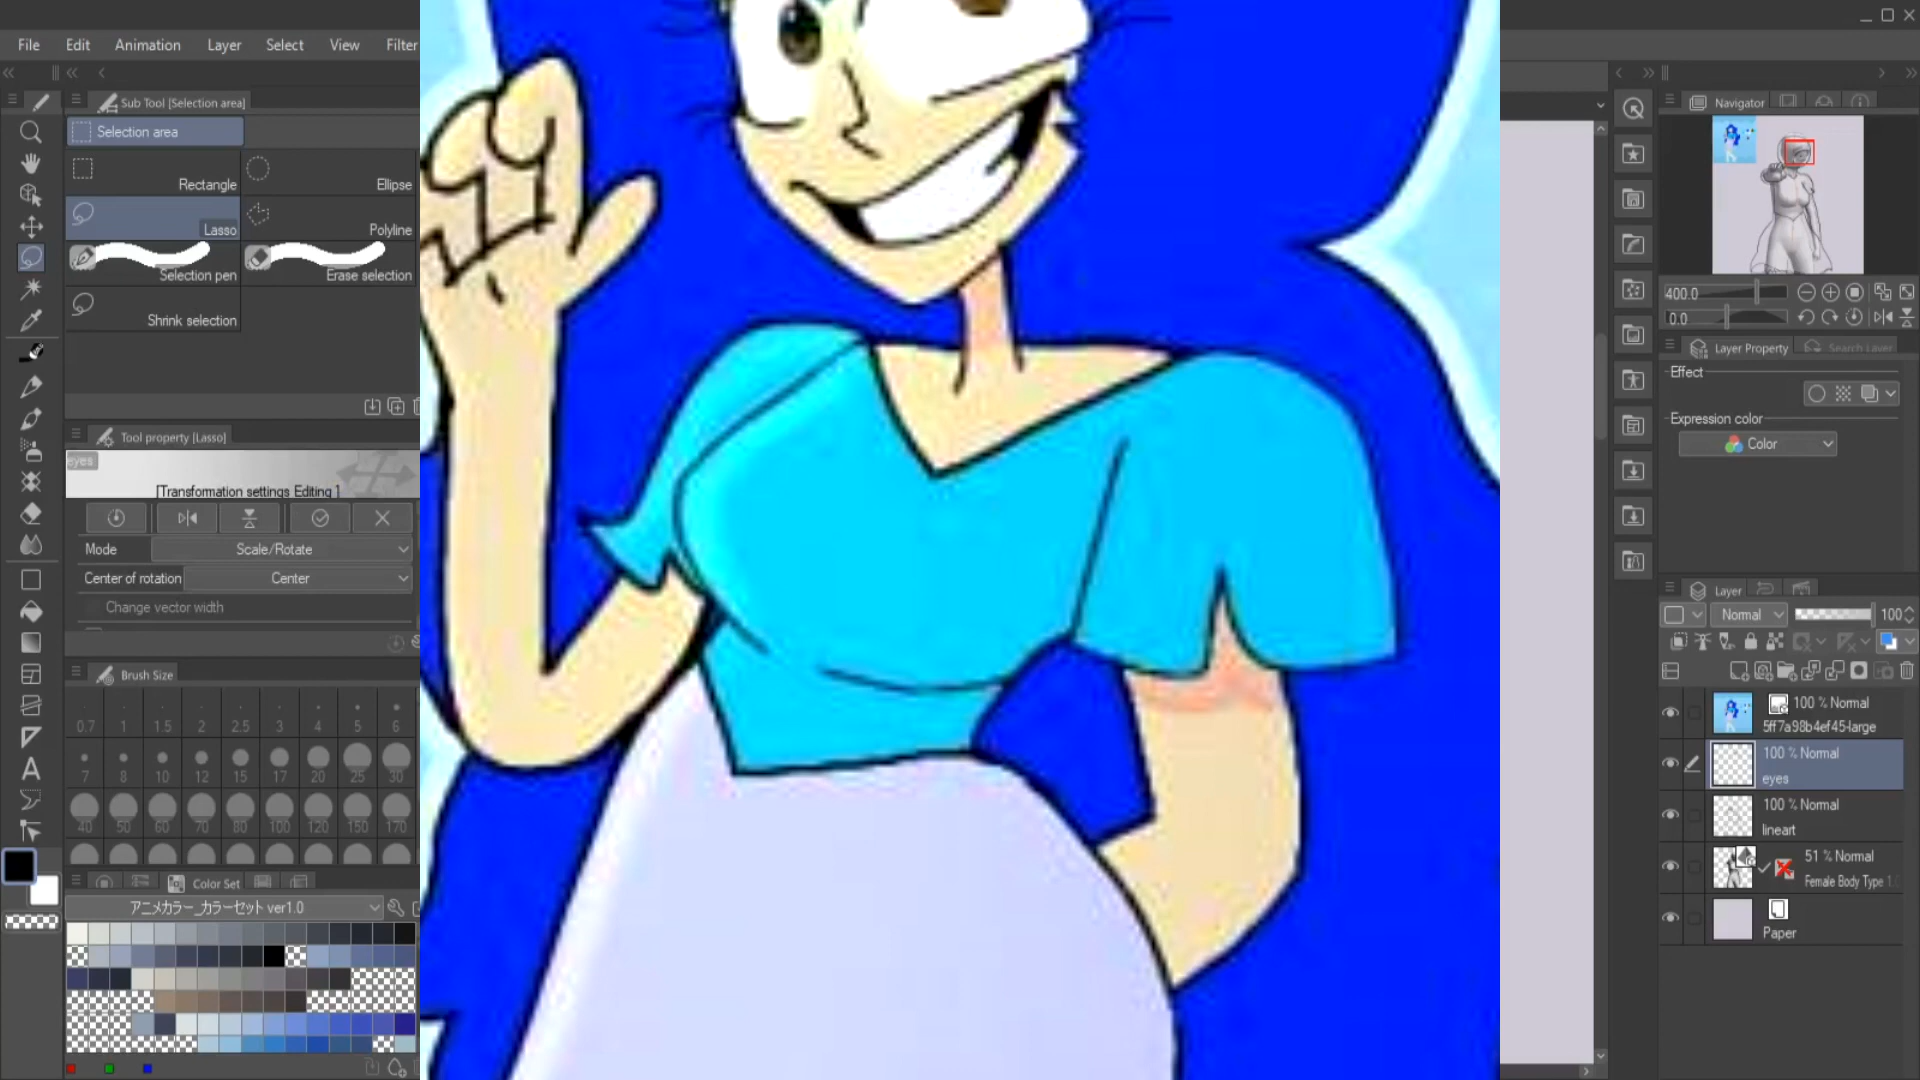 File Edit Animation Layer Select View Filter
Sub Tool [Selection area]
Selection area
Rectangle Ellipse
Lasso Polyline
Selection pen Erase selection
Shrink selection
Tool property [Lasso]
eyes
[Transformation settings Editing ]
Mode Scale/Rotate
Center of rotation Center
Change vector width
Brush Size
0.7 1 1.5 2 2.5 3 4 5 6
7 8 10 12 15 17 20 25 30
40 50 60 70 80 100 120 150 170
Color Set
アニメカラー_カラーセット ver1.0
Navigator
400.0
0.0
Layer Property Search Layer
Effect
Expression color
Color
Layer
Normal 100
100 % Normal
5ff7a98b4ef45-large
100 % Normal
eyes
100 % Normal
lineart
51 % Normal
Female Body Type 1.
Paper